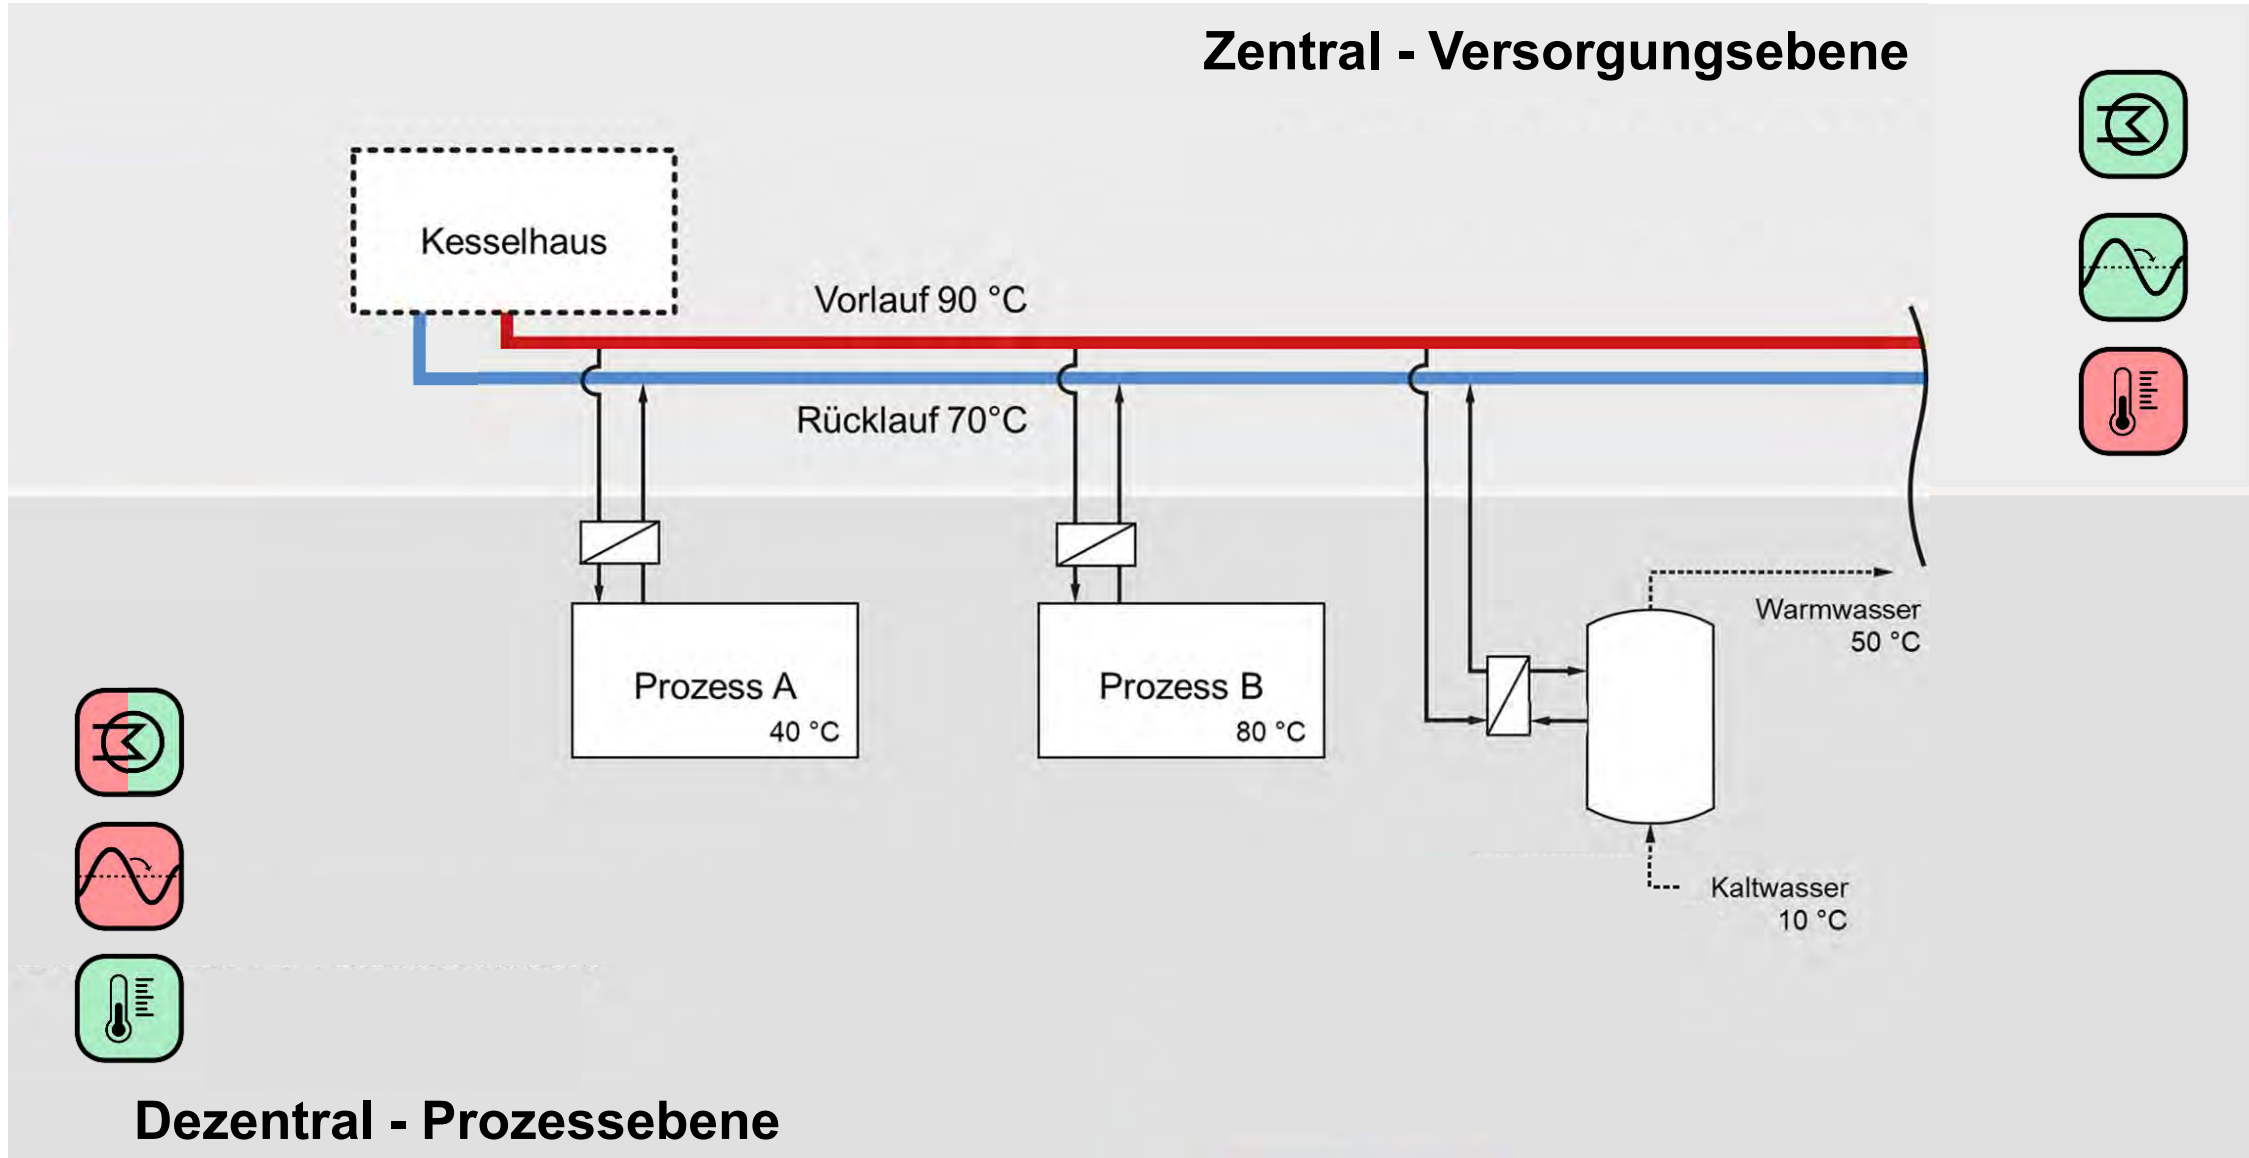 Zentral - Versorgungsebene
Kesselhaus
Vorlauf 90 °C
Rücklauf 70°C
Prozess A
40 °C
Prozess B
80 °C
Warmwasser
50 °C
Kaltwasser
10 °C
Dezentral - Prozessebene